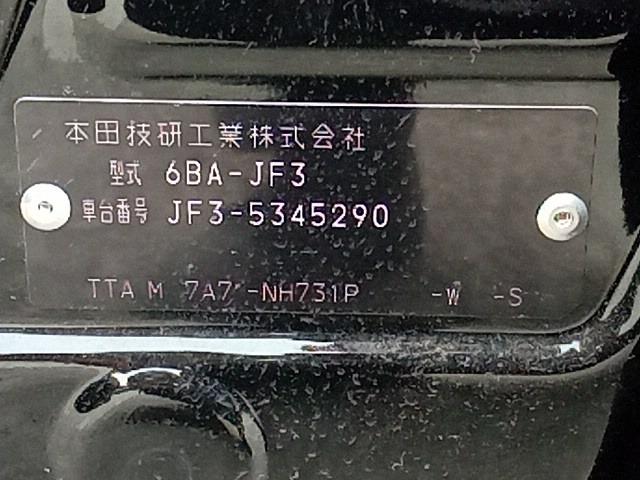 本田技研工業株式会社
型式 6BA-JF3
車台番号 JF3-5345290
TTA M 7A7 -NH731P -W -S